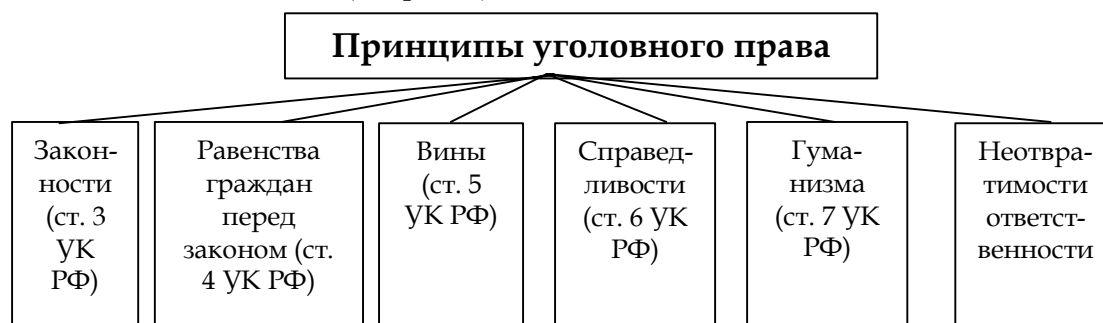 Принципы уголовного права
Закон-
ности
(ст. 3
УК
РФ)
Равенства
граждан
перед
законом (ст.
4 УК РФ)
Вины
(ст. 5
УК РФ)
Справед-
ливости
(ст. 6 УК
РФ)
Гума-
низма
(ст. 7 УК
РФ)
Неотвра-
тимости
ответст-
венности